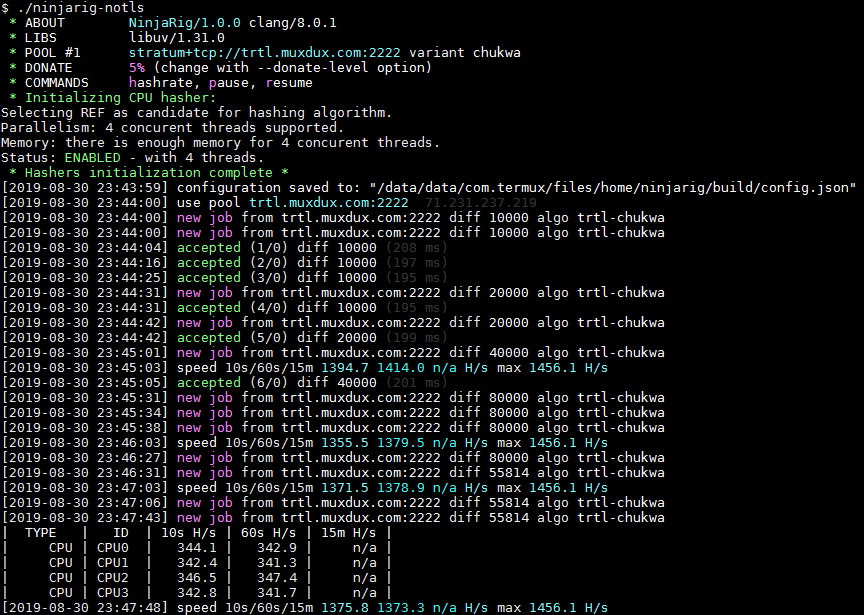 $ ./ninjarig-notls
* ABOUT NinjaRig/1.0.0 clang/8.0.1
* LIBS libuv/1.31.0
* POOL #1 stratum+tcp://trtl.muxdux.com:2222 variant chukwa
* DONATE 5% (change with --donate-level option)
* COMMANDS hashrate, pause, resume
* Initializing CPU hasher:
Selecting REF as candidate for hashing algorithm.
Parallelism: 4 concurent threads supported.
Memory: there is enough memory for 4 concurent threads.
Status: ENABLED - with 4 threads.
* Hashers initialization complete *
[2019-08-30 23:43:59] configuration saved to: "/data/data/com.termux/files/home/ninjarig/build/config.json"
[2019-08-30 23:44:00] use pool trtl.muxdux.com:2222 71.231.237.219
[2019-08-30 23:44:00] new job from trtl.muxdux.com:2222 diff 10000 algo trtl-chukwa
[2019-08-30 23:44:00] new job from trtl.muxdux.com:2222 diff 10000 algo trtl-chukwa
[2019-08-30 23:44:04] accepted (1/0) diff 10000 (208 ms)
[2019-08-30 23:44:16] accepted (2/0) diff 10000 (197 ms)
[2019-08-30 23:44:25] accepted (3/0) diff 10000 (195 ms)
[2019-08-30 23:44:31] new job from trtl.muxdux.com:2222 diff 20000 algo trtl-chukwa
[2019-08-30 23:44:31] accepted (4/0) diff 10000 (195 ms)
[2019-08-30 23:44:42] new job from trtl.muxdux.com:2222 diff 20000 algo trtl-chukwa
[2019-08-30 23:44:42] accepted (5/0) diff 20000 (199 ms)
[2019-08-30 23:45:01] new job from trtl.muxdux.com:2222 diff 40000 algo trtl-chukwa
[2019-08-30 23:45:03] speed 10s/60s/15m 1394.7 1414.0 n/a H/s max 1456.1 H/s
[2019-08-30 23:45:05] accepted (6/0) diff 40000 (201 ms)
[2019-08-30 23:45:31] new job from trtl.muxdux.com:2222 diff 80000 algo trtl-chukwa
[2019-08-30 23:45:34] new job from trtl.muxdux.com:2222 diff 80000 algo trtl-chukwa
[2019-08-30 23:45:38] new job from trtl.muxdux.com:2222 diff 80000 algo trtl-chukwa
[2019-08-30 23:46:03] speed 10s/60s/15m 1355.5 1379.5 n/a H/s max 1456.1 H/s
[2019-08-30 23:46:27] new job from trtl.muxdux.com:2222 diff 80000 algo trtl-chukwa
[2019-08-30 23:46:31] new job from trtl.muxdux.com:2222 diff 55814 algo trtl-chukwa
[2019-08-30 23:47:03] speed 10s/60s/15m 1371.5 1378.9 n/a H/s max 1456.1 H/s
[2019-08-30 23:47:06] new job from trtl.muxdux.com:2222 diff 55814 algo trtl-chukwa
[2019-08-30 23:47:43] new job from trtl.muxdux.com:2222 diff 55814 algo trtl-chukwa
| TYPE | ID | 10s H/s | 60s H/s | 15m H/s |
| CPU | CPU0 | 344.1 | 342.9 | n/a |
| CPU | CPU1 | 342.4 | 341.3 | n/a |
| CPU | CPU2 | 346.5 | 347.4 | n/a |
| CPU | CPU3 | 342.8 | 341.7 | n/a |
[2019-08-30 23:47:48] speed 10s/60s/15m 1375.8 1373.3 n/a H/s max 1456.1 H/s